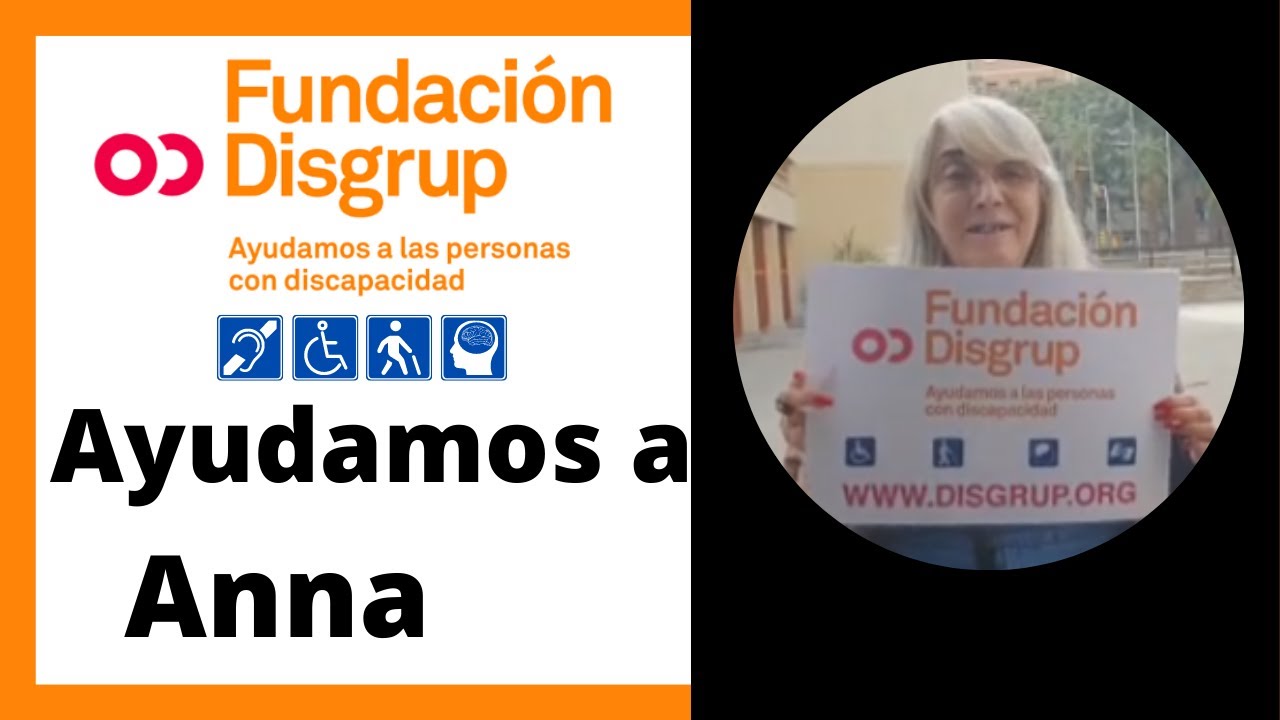 Fundación
Disgrup
Ayudamos a las personas
con discapacidad
Ayudamos a
Anna
Fundación
Disgrup
Ayudamos a las personas
con discapacidad
WWW.DISGRUP.ORG